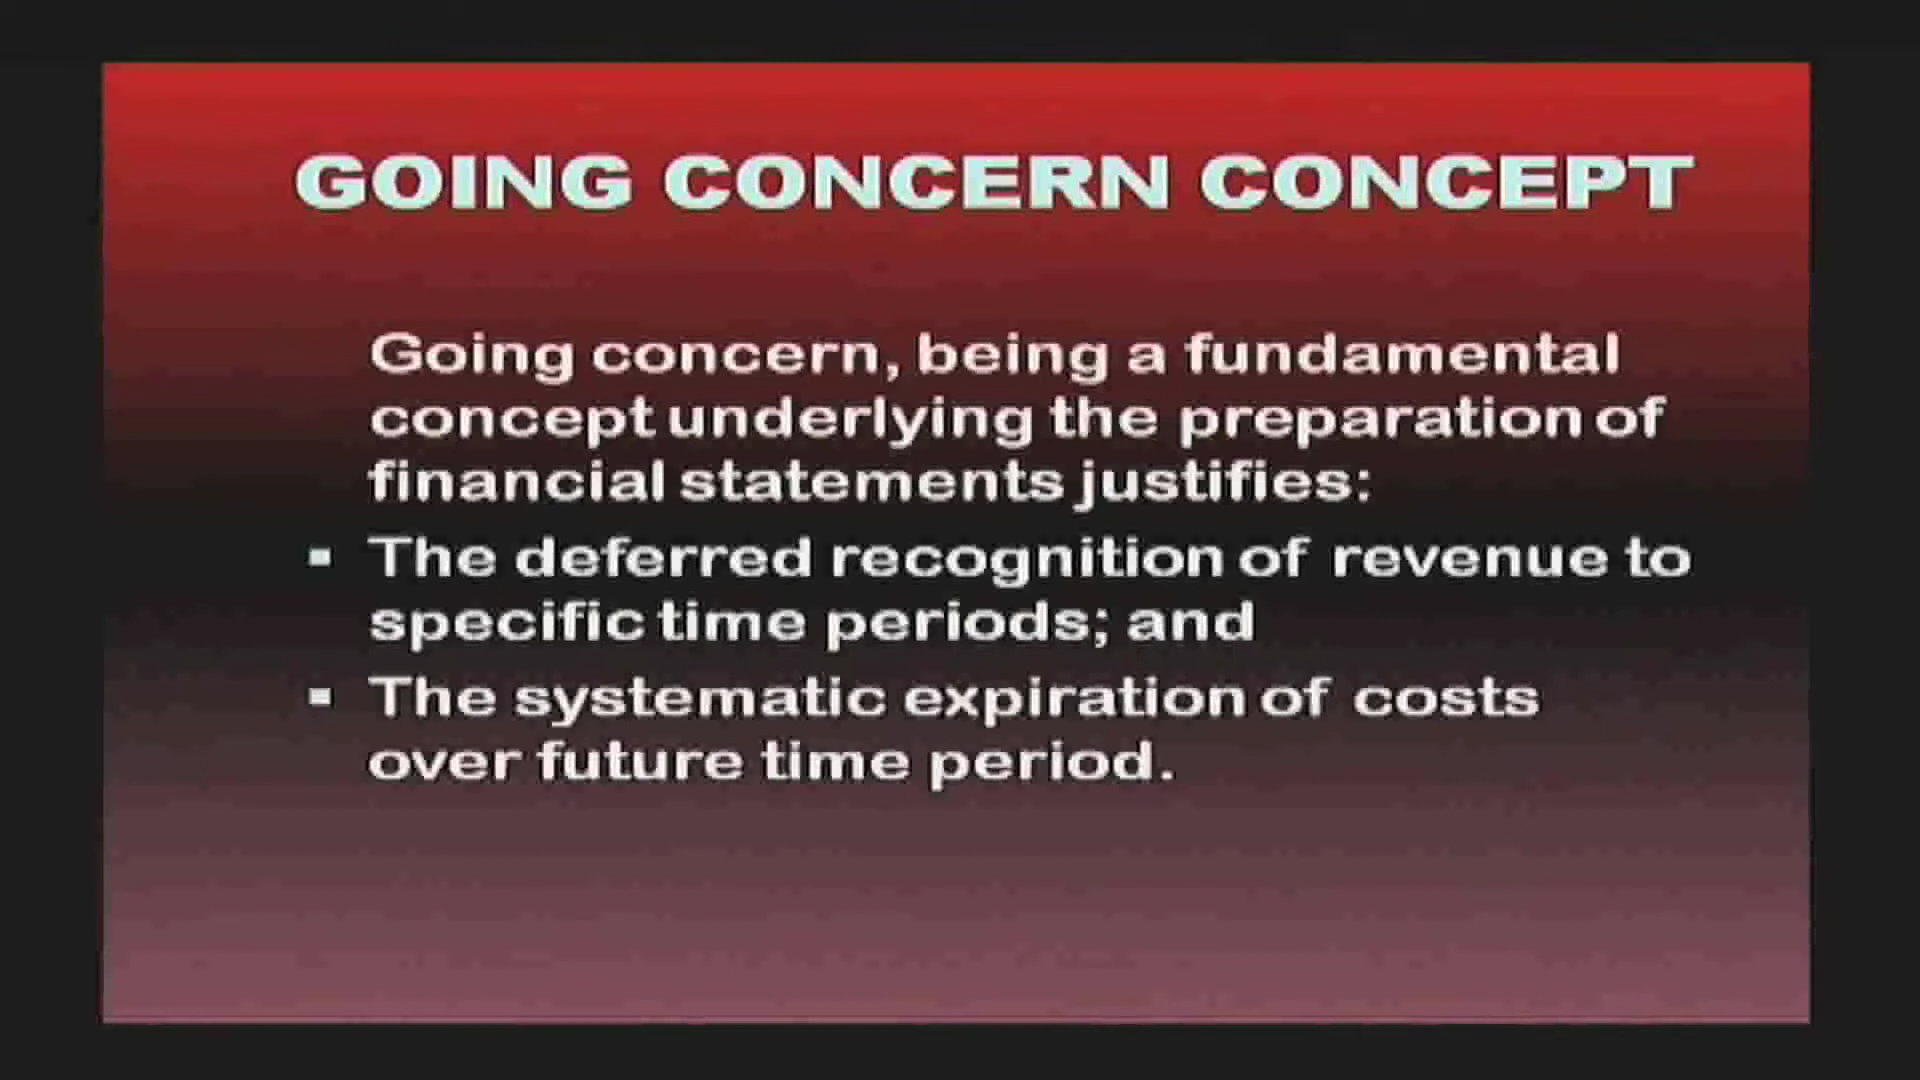 GOING CONCERN CONCEPT
Going concern, being a fundamental
concept underlying the preparation of
financial statements justifies:
▪ The deferred recognition of revenue to
specific time periods; and
▪ The systematic expiration of costs
over future time period.